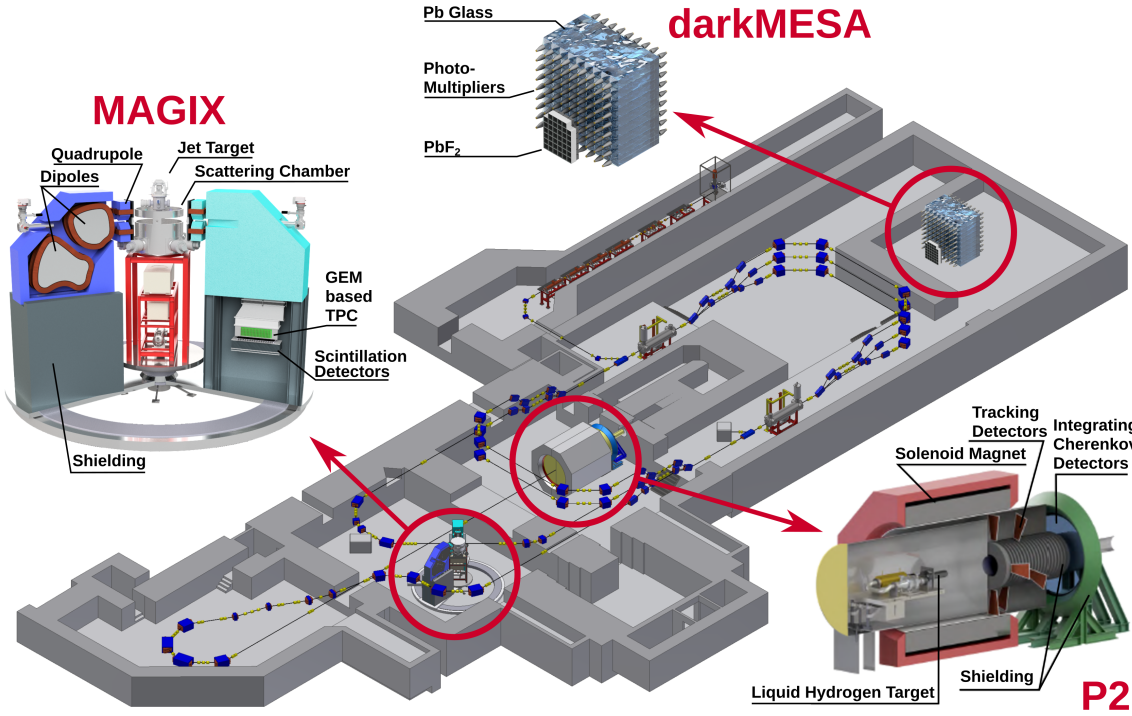 darkMESA
Pb Glass
Photo-
Multipliers
PbF₂
MAGIX
Quadrupole
Dipoles
Jet Target
Scattering Chamber
GEM
based
TPC
Scintillation
Detectors
Shielding
Tracking
Detectors
Integrating
Cherenkov
Detectors
Solenoid Magnet
Liquid Hydrogen Target
Shielding
P2